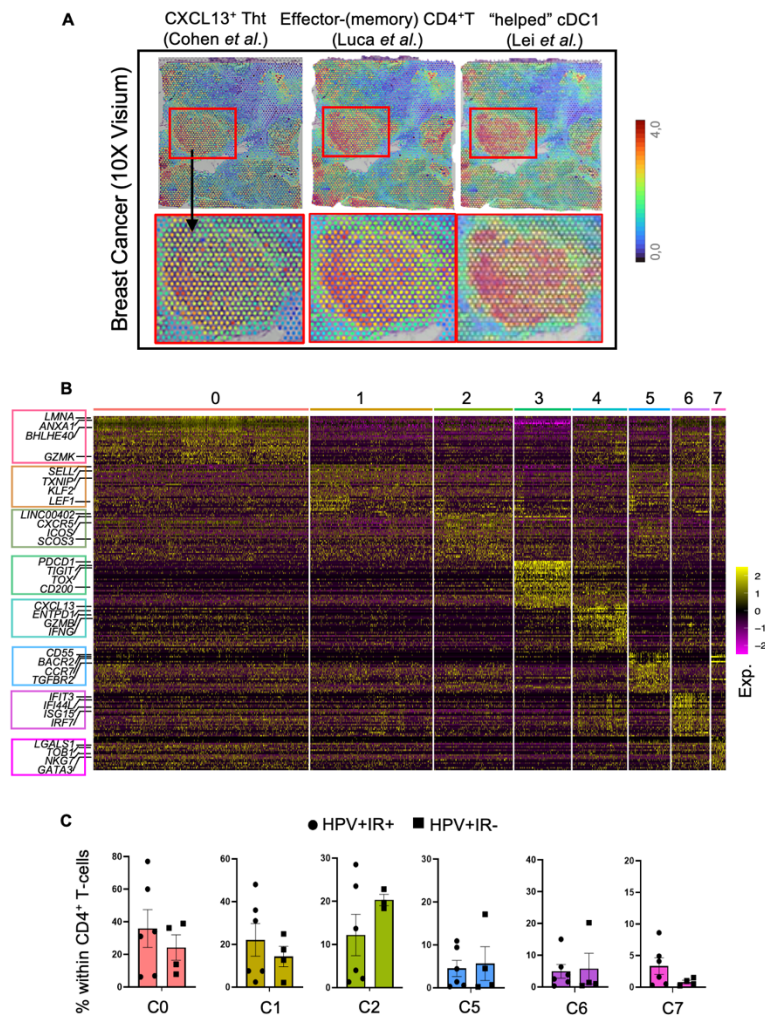 A
CXCL13⁺ Tht Effector-(memory) CD4⁺T "helped" cDC1
(Cohen et al.) (Luca et al.) (Lei et al.)
Breast Cancer (10X Visium)
4,0
0,0
B
0 1 2 3 4 5 6 7
LMNA
ANXA1
BHLHE40
GZMK
SELL
TXNIP
KLF2
LEF1
LINC00402
CXCR5
ICOS
SCOS3
PDCD1
TIGIT
TOX
CD200
CXCL13
ENTPD1
GZMB
IFNG
CD55
BACR2
CCR7
TGFBR2
IFIT3
IFI44L
ISG15
IRF7
LGALS1
TOB1
NKG7
GATA3
2
1
0
-1
-2
Exp.
C
HPV+IR+ HPV+IR-
% within CD4⁺ T-cells
80 60 40 20 0
60 40 20 0
30 20 10 0
20 15 10 5 0
40 30 20 10 0
20 15 10 5 0
C0 C1 C2 C5 C6 C7